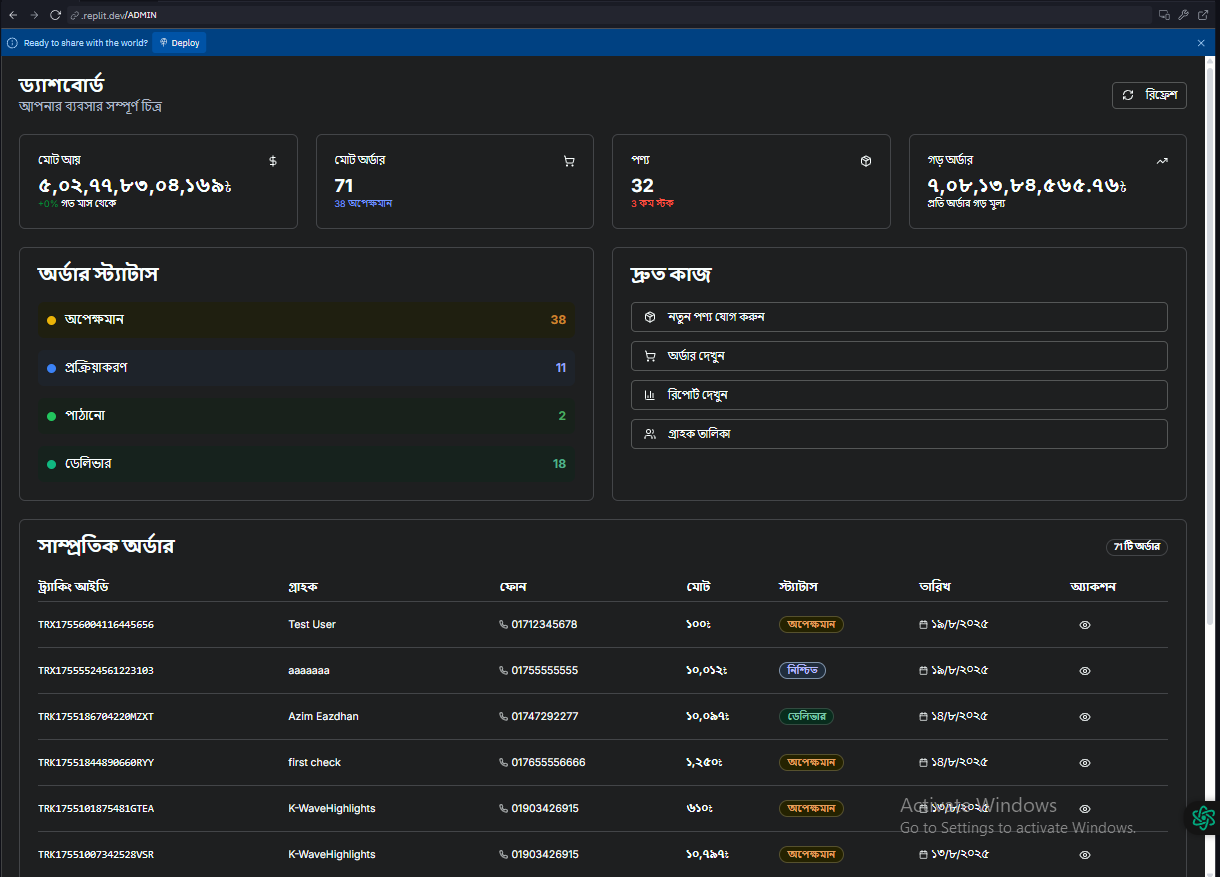 .replit.dev/ADMIN
Ready to share with the world? Deploy
ড্যাশবোর্ড
আপনার ব্যবসার সম্পূর্ণ চিত্র
রিফ্রেশ
মোট আয়
$
৫,০২,৭৭,৮৩,০৪,১৬৯৳
+0% গত মাস থেকে
মোট অর্ডার
71
38 অপেক্ষমান
পণ্য
32
3 কম স্টক
গড় অর্ডার
৭,০৮,১৩,৮৪,৫৬৫.৭৬৳
প্রতি অর্ডার গড় মূল্য
অর্ডার স্ট্যাটাস
অপেক্ষমান 38
প্রক্রিয়াকরণ 11
পাঠানো 2
ডেলিভার 18
দ্রুত কাজ
নতুন পণ্য যোগ করুন
অর্ডার দেখুন
রিপোর্ট দেখুন
গ্রাহক তালিকা
সাম্প্রতিক অর্ডার
71 টি অর্ডার
ট্র্যাকিং আইডি গ্রাহক ফোন মোট স্ট্যাটাস তারিখ অ্যাকশন
TRX17556004116445656 Test User 01712345678 ১০০৳ অপেক্ষমান ১৯/৮/২০২৫
TRX17555524561223103 aaaaaaa 01755555555 ১০,০১২৳ নিশ্চিত ১৯/৮/২০২৫
TRK1755186704220MZXT Azim Eazdhan 01747292277 ১০,০৯৭৳ ডেলিভার ১৪/৮/২০২৫
TRK17551844890660RYY first check 017655556666 ১,২৫০৳ অপেক্ষমান ১৪/৮/২০২৫
TRK1755101875481GTEA K-WaveHighlights 01903426915 ৬১০৳ অপেক্ষমান ১৩/৮/২০২৫
TRK17551007342528VSR K-WaveHighlights 01903426915 ১০,৭৯৭৳ অপেক্ষমান ১৩/৮/২০২৫
Activate Windows
Go to Settings to activate Windows.